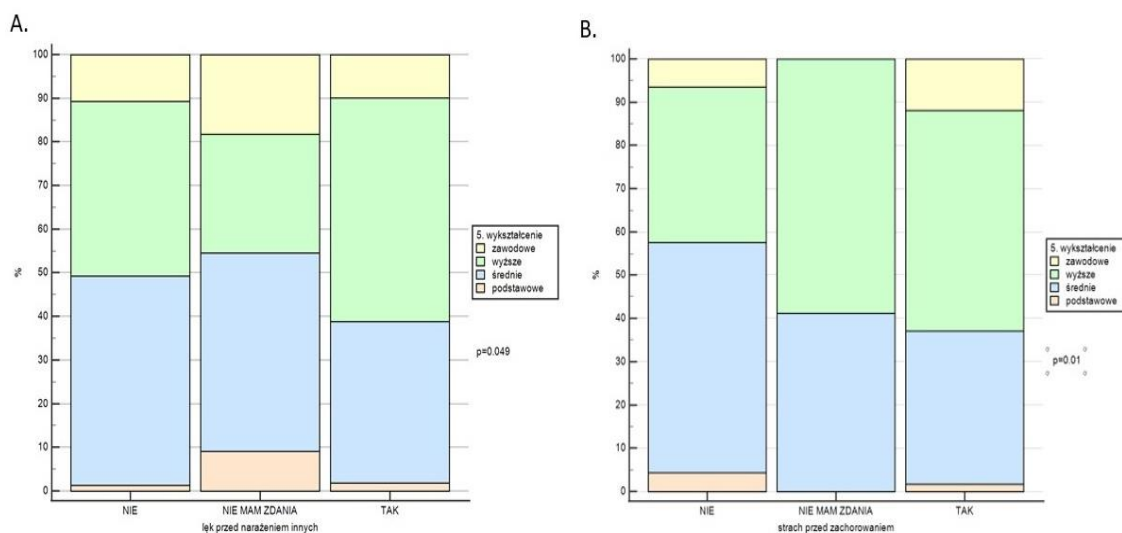 A.
100
90
80
70
60
50
40
30
20
10
0
%
NIE
NIE MAM ZDANIA
TAK
lęk przed narażeniem innych
5. wykształcenie
zawodowe
wyższe
średnie
podstawowe
p=0.049
B.
100
90
80
70
60
50
40
30
20
10
0
%
NIE
NIE MAM ZDANIA
TAK
strach przed zachorowaniem
5. wykształcenie
zawodowe
wyższe
średnie
podstawowe
p=0.01